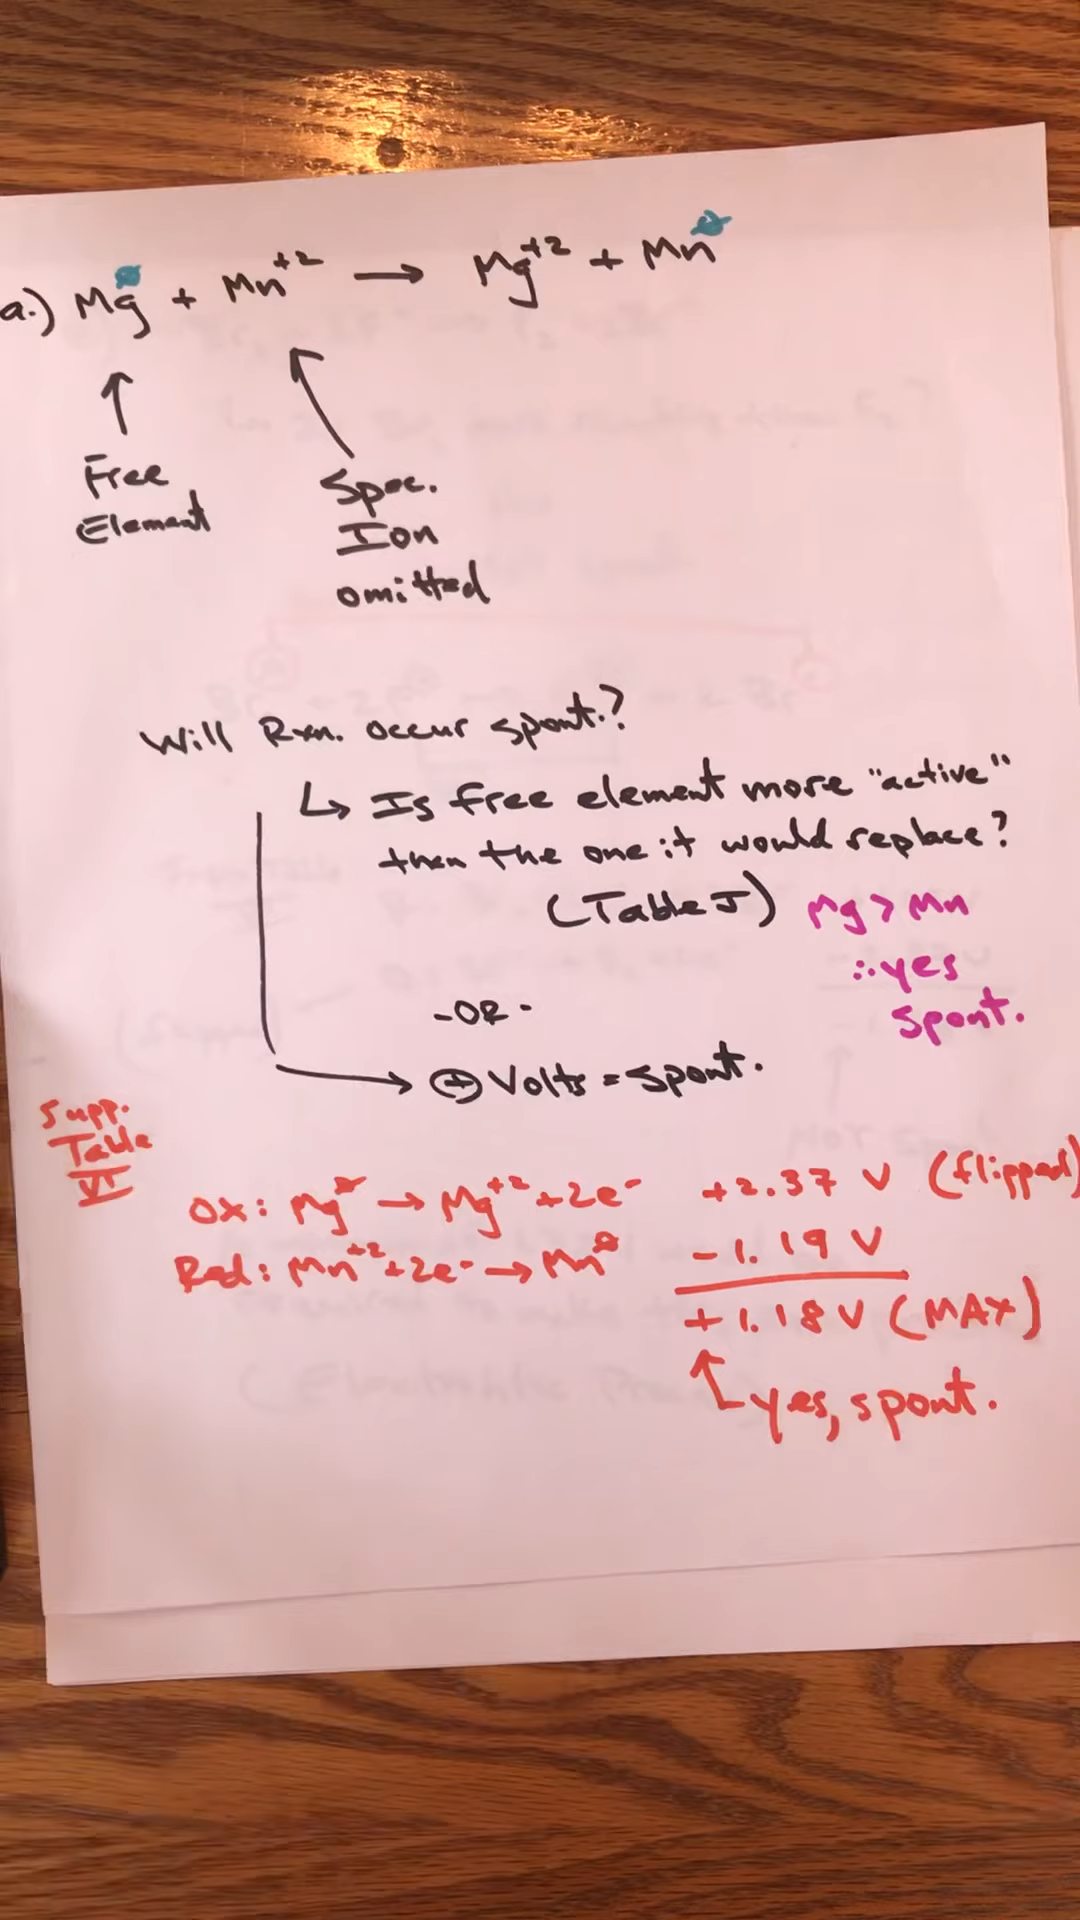 a.) Mg⁰ + Mn⁺² → Mg⁺² + Mn⁰
Free
Element
Spec.
Ion
omitted
Will Rxn. occur spont.?
↳ Is free element more "active"
than the one it would replace?
(Table J) Mg > Mn
∴ yes
spont.
-OR-
→ ⊕ Volts = spont.
Supp.
Table
VI
Ox: Mg⁰ → Mg⁺² + 2e⁻ +2.37 V (flipped)
Red: Mn⁺² + 2e⁻ → Mn⁰ -1.19 V
+1.18 V (MAX)
yes, spont.